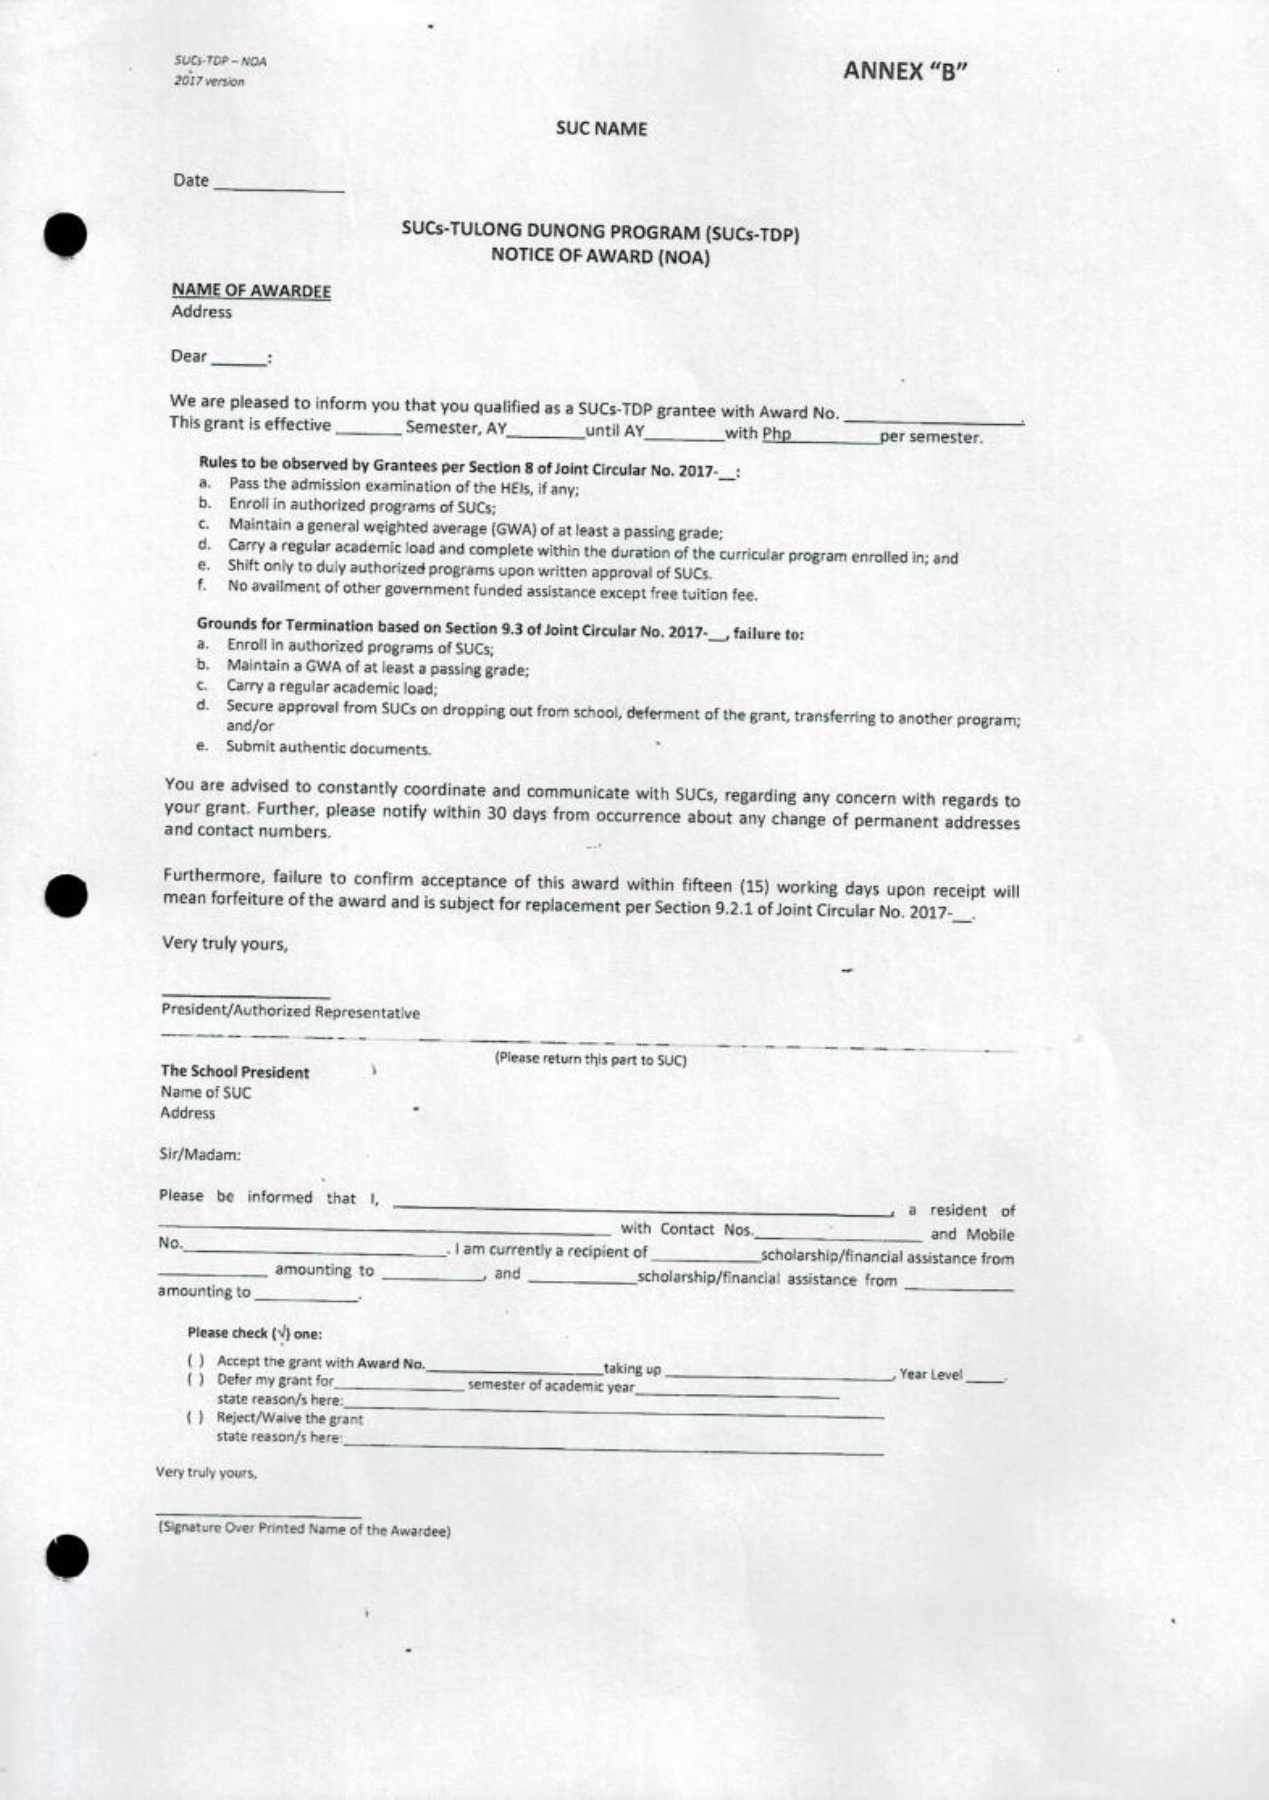 SUCs-TDP – NOA
2017 version
ANNEX “B”
SUC NAME
Date ____________
SUCs-TULONG DUNONG PROGRAM (SUCs-TDP)
NOTICE OF AWARD (NOA)
NAME OF AWARDEE
Address
Dear ______:
We are pleased to inform you that you qualified as a SUCs-TDP grantee with Award No. __________________.
This grant is effective _______ Semester, AY________until AY________with Php_________per semester.
Rules to be observed by Grantees per Section 8 of Joint Circular No. 2017-__:
a. Pass the admission examination of the HEIs, if any;
b. Enroll in authorized programs of SUCs;
c. Maintain a general weighted average (GWA) of at least a passing grade;
d. Carry a regular academic load and complete within the duration of the curricular program enrolled in; and
e. Shift only to duly authorized programs upon written approval of SUCs.
f. No availment of other government funded assistance except free tuition fee.
Grounds for Termination based on Section 9.3 of Joint Circular No. 2017-__, failure to:
a. Enroll in authorized programs of SUCs;
b. Maintain a GWA of at least a passing grade;
c. Carry a regular academic load;
d. Secure approval from SUCs on dropping out from school, deferment of the grant, transferring to another program;
and/or
e. Submit authentic documents.
You are advised to constantly coordinate and communicate with SUCs, regarding any concern with regards to
your grant. Further, please notify within 30 days from occurrence about any change of permanent addresses
and contact numbers.
Furthermore, failure to confirm acceptance of this award within fifteen (15) working days upon receipt will
mean forfeiture of the award and is subject for replacement per Section 9.2.1 of Joint Circular No. 2017-__.
Very truly yours,
President/Authorized Representative
(Please return this part to SUC)
The School President
Name of SUC
Address
Sir/Madam:
Please be informed that I, ______________________________, a resident of
______________________________ with Contact Nos.________________ and Mobile
No.__________________________. I am currently a recipient of ___________scholarship/financial assistance from
___________ amounting to __________, and ___________scholarship/financial assistance from ___________
amounting to __________.
Please check (√) one:
( ) Accept the grant with Award No.__________________taking up _______________________, Year Level ____.
( ) Defer my grant for_____________ semester of academic year____________________
state reason/s here:______________________________
( ) Reject/Waive the grant
state reason/s here:______________________________
Very truly yours,
(Signature Over Printed Name of the Awardee)